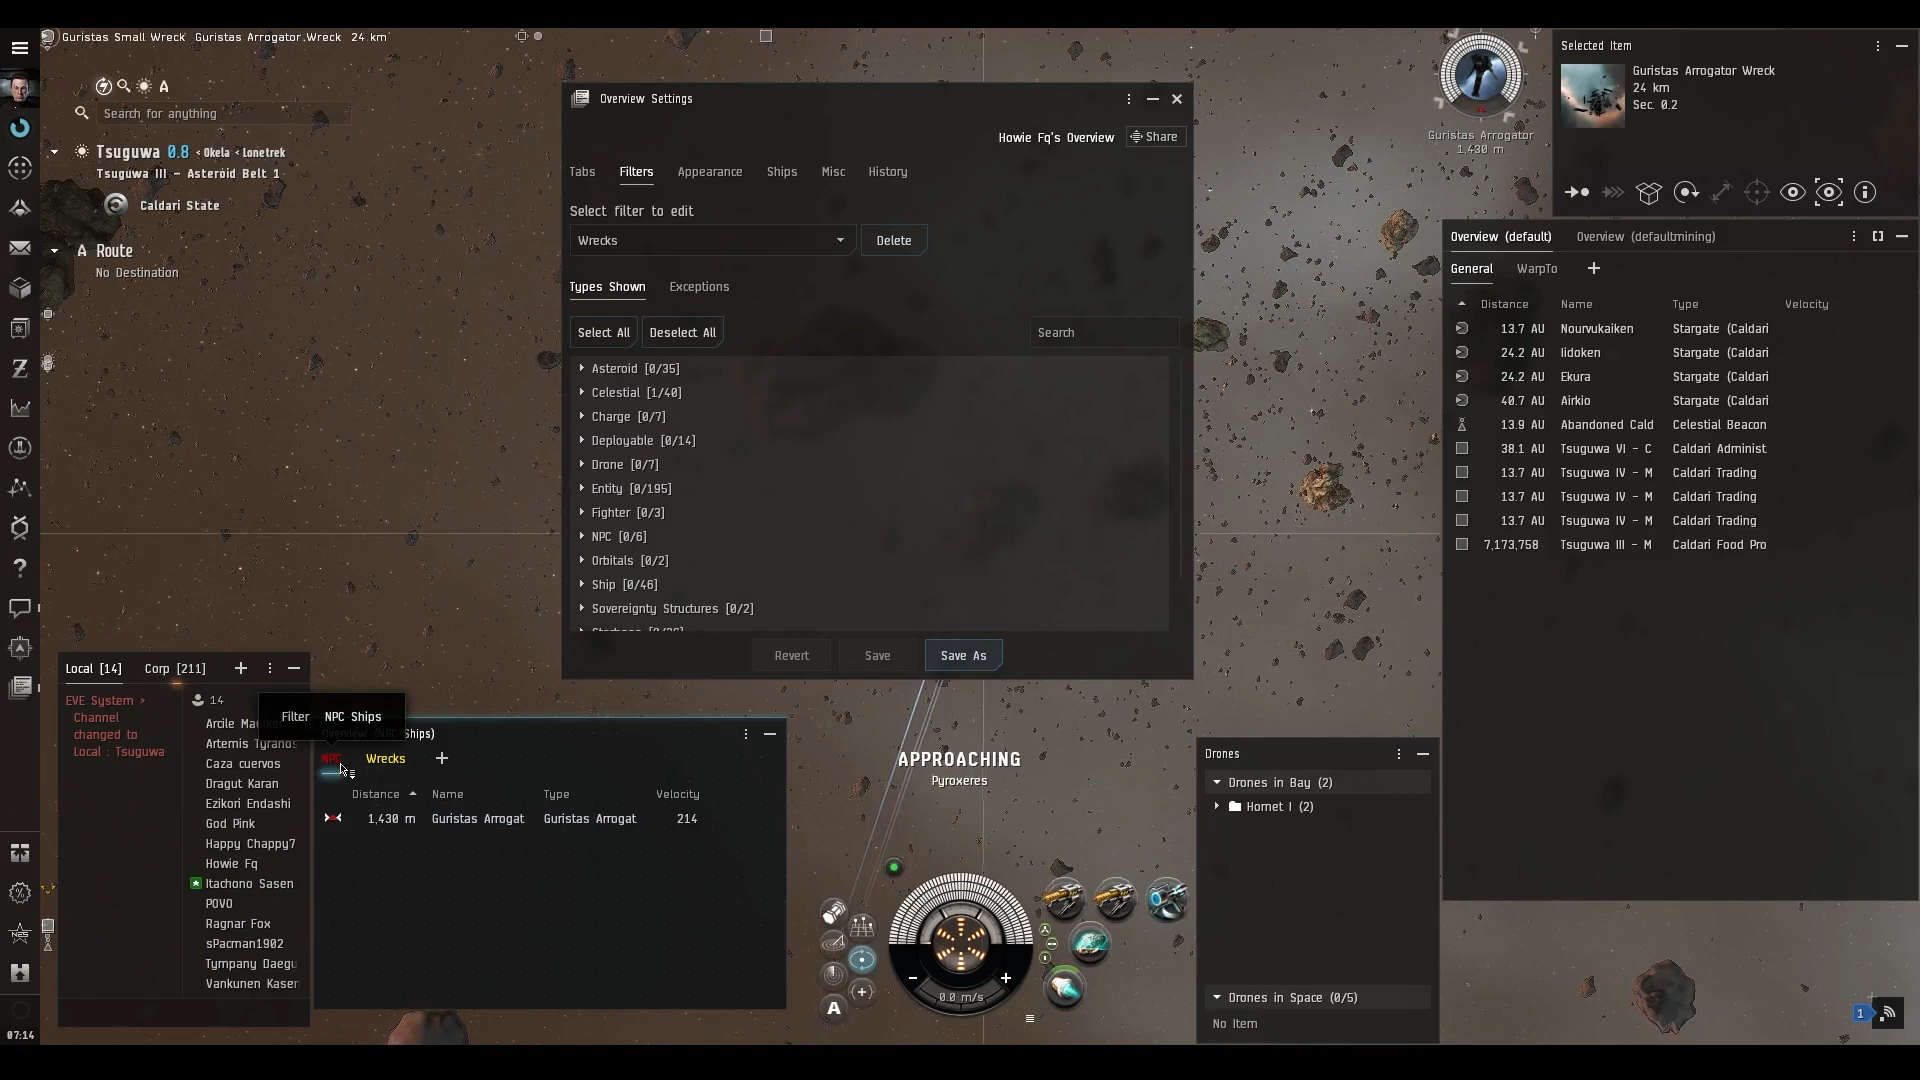 Guristas Small Wreck Guristas Arrogator Wreck 24 km
Search for anything
Tsuguwa 0.8 < Okela < Lonetrek
Tsuguwa III - Asteroid Belt 1
Caldari State
A Route
No Destination
Overview Settings
Howie Fq's Overview
Share
Tabs
Filters
Appearance
Ships
Misc
History
Select filter to edit
Wrecks
Delete
Types Shown
Exceptions
Select All
Deselect All
Search
Asteroid [0/35]
Celestial [1/40]
Charge [0/7]
Deployable [0/14]
Drone [0/7]
Entity [0/195]
Fighter [0/3]
NPC [0/6]
Orbitals [0/2]
Ship [0/46]
Sovereignty Structures [0/2]
Revert
Save
Save As
Guristas Arrogator
1,430 m
Selected Item
Guristas Arrogator Wreck
24 km
Sec. 0.2
Overview (default)
Overview (defaultmining)
General
WarpTo
Distance Name Type Velocity
13.7 AU Nourvukaiken Stargate (Caldari
24.2 AU Iidoken Stargate (Caldari
24.2 AU Ekura Stargate (Caldari
40.7 AU Airkio Stargate (Caldari
13.9 AU Abandoned Cald Celestial Beacon
38.1 AU Tsuguwa VI - C Caldari Administ
13.7 AU Tsuguwa IV - M Caldari Trading
13.7 AU Tsuguwa IV - M Caldari Trading
13.7 AU Tsuguwa IV - M Caldari Trading
7,173,758 Tsuguwa III - M Caldari Food Pro
Local [14]
Corp [211]
EVE System >
Channel
changed to
Local : Tsuguwa
14
Artemis Tyranos
Caza cuervos
Dragut Karan
Ezikori Endashi
God Pink
Happy Chappy7
Howie Fq
Itachono Sasen
POVO
Ragnar Fox
sPacman1902
Tympany Daegu
Vankunen Kasen
Filter NPC Ships
NPC
Wrecks
Distance Name Type Velocity
1,430 m Guristas Arrogat Guristas Arrogat 214
APPROACHING
Pyroxeres
0.0 m/s
A
Drones
Drones in Bay (2)
Hornet I (2)
Drones in Space (0/5)
No Item
07:14
1